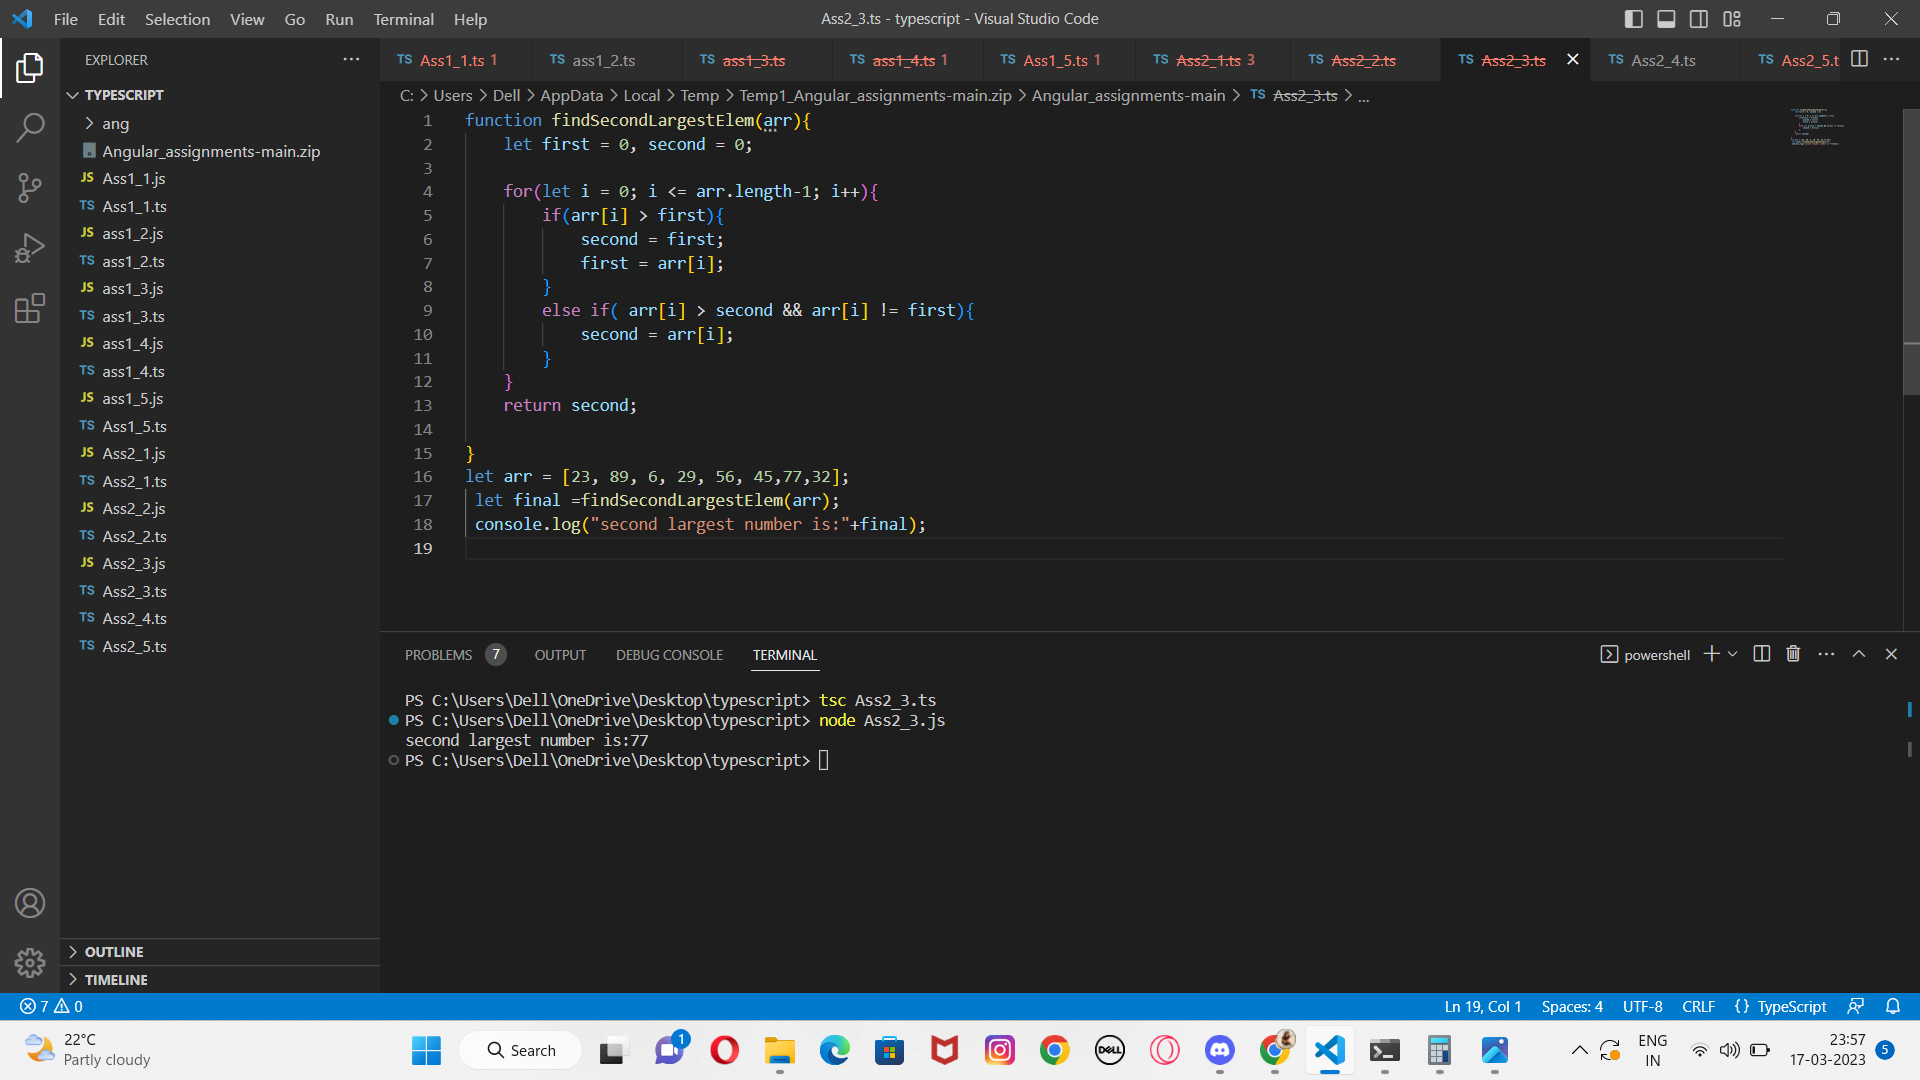 File Edit Selection View Go Run Terminal Help Ass2_3.ts - typescript - Visual Studio Code
EXPLORER
TYPESCRIPT
ang
Angular_assignments-main.zip
JS Ass1_1.js
TS Ass1_1.ts
JS ass1_2.js
TS ass1_2.ts
JS ass1_3.js
TS ass1_3.ts
JS ass1_4.js
TS ass1_4.ts
JS ass1_5.js
TS Ass1_5.ts
JS Ass2_1.js
TS Ass2_1.ts
JS Ass2_2.js
TS Ass2_2.ts
JS Ass2_3.js
TS Ass2_3.ts
TS Ass2_4.ts
TS Ass2_5.ts
OUTLINE
TIMELINE
TS Ass1_1.ts 1 TS ass1_2.ts TS ass1_3.ts TS ass1_4.ts 1 TS Ass1_5.ts 1 TS Ass2_1.ts 3 TS Ass2_2.ts TS Ass2_3.ts TS Ass2_4.ts TS Ass2_5.t
C: > Users > Dell > AppData > Local > Temp > Temp1_Angular_assignments-main.zip > Angular_assignments-main > TS Ass2_3.ts > ...
1 function findSecondLargestElem(arr){
2 let first = 0, second = 0;
3
4 for(let i = 0; i <= arr.length-1; i++){
5 if(arr[i] > first){
6 second = first;
7 first = arr[i];
8 }
9 else if( arr[i] > second && arr[i] != first){
10 second = arr[i];
11 }
12 }
13 return second;
14
15 }
16 let arr = [23, 89, 6, 29, 56, 45,77,32];
17 let final =findSecondLargestElem(arr);
18 console.log("second largest number is:"+final);
19
PROBLEMS 7 OUTPUT DEBUG CONSOLE TERMINAL powershell
PS C:\Users\Dell\OneDrive\Desktop\typescript> tsc Ass2_3.ts
PS C:\Users\Dell\OneDrive\Desktop\typescript> node Ass2_3.js
second largest number is:77
PS C:\Users\Dell\OneDrive\Desktop\typescript>
7 0 Ln 19, Col 1 Spaces: 4 UTF-8 CRLF {} TypeScript
22°C
Partly cloudy
Search
1
DELL
ENG
IN
23:57
17-03-2023
5